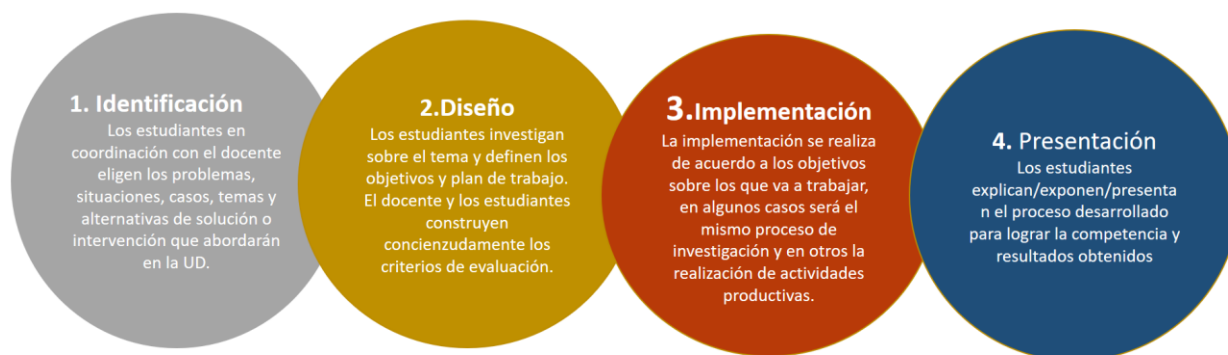 1. Identificación
Los estudiantes en
coordinación con el docente
eligen los problemas,
situaciones, casos, temas y
alternativas de solución o
intervención que abordarán
en la UD.
2.Diseño
Los estudiantes investigan
sobre el tema y definen los
objetivos y plan de trabajo.
El docente y los estudiantes
construyen
concienzudamente los
criterios de evaluación.
3.Implementación
La implementación se realiza
de acuerdo a los objetivos
sobre los que va a trabajar,
en algunos casos será el
mismo proceso de
investigación y en otros la
realización de actividades
productivas.
4. Presentación
Los estudiantes
explican/exponen/presenta
n el proceso desarrollado
para lograr la competencia y
resultados obtenidos